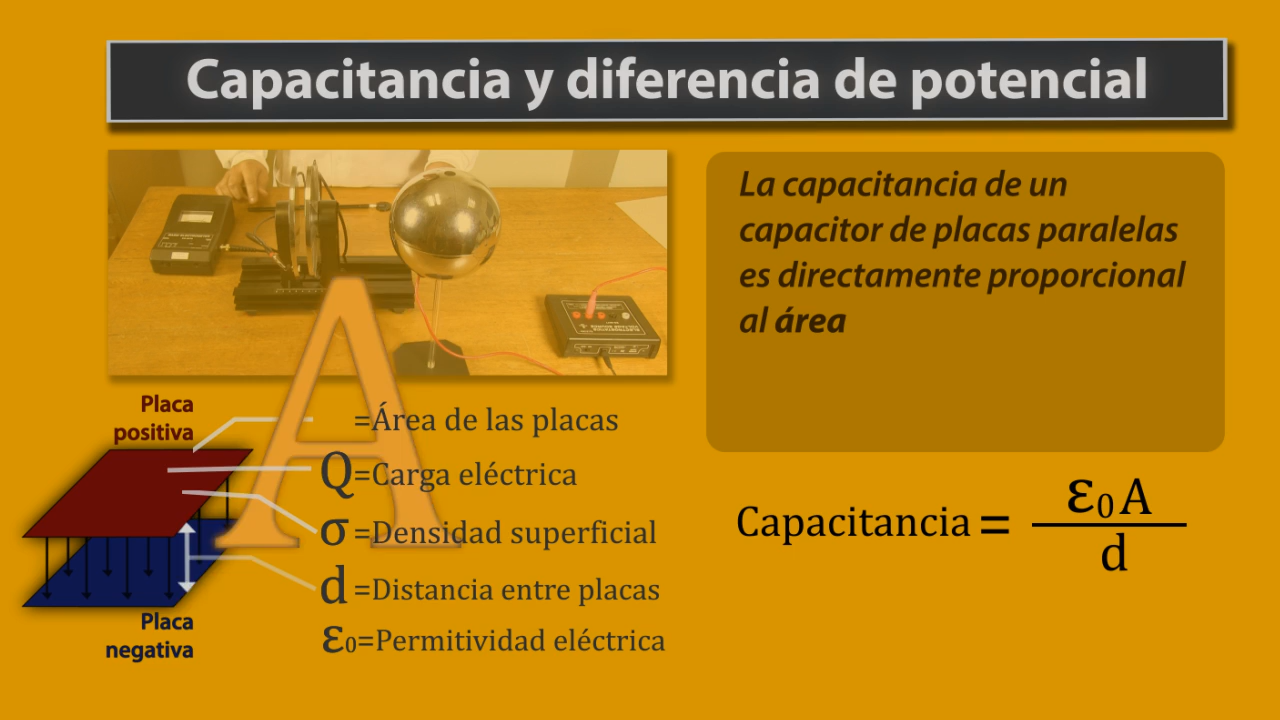 Capacitancia y diferencia de potencial
La capacitancia de un
capacitor de placas paralelas
es directamente proporcional
al área
Placa
positiva
A
=Área de las placas
Q=Carga eléctrica
σ=Densidad superficial
d=Distancia entre placas
ε₀=Permitividad eléctrica
Placa
negativa
Capacitancia = ε₀A
d